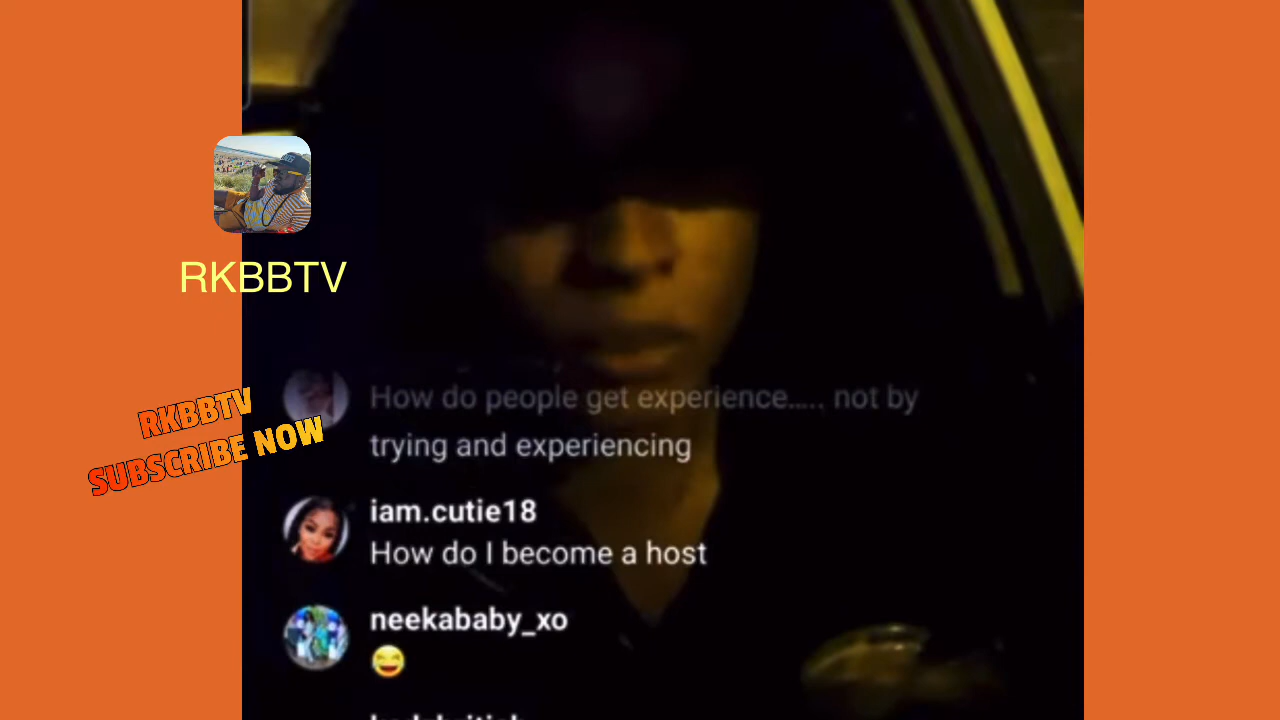 RKBBTV
RKBBTV
SUBSCRIBE NOW
How do people get experience..... not by
trying and experiencing
iam.cutie18
How do I become a host
neekababy_xo
😆